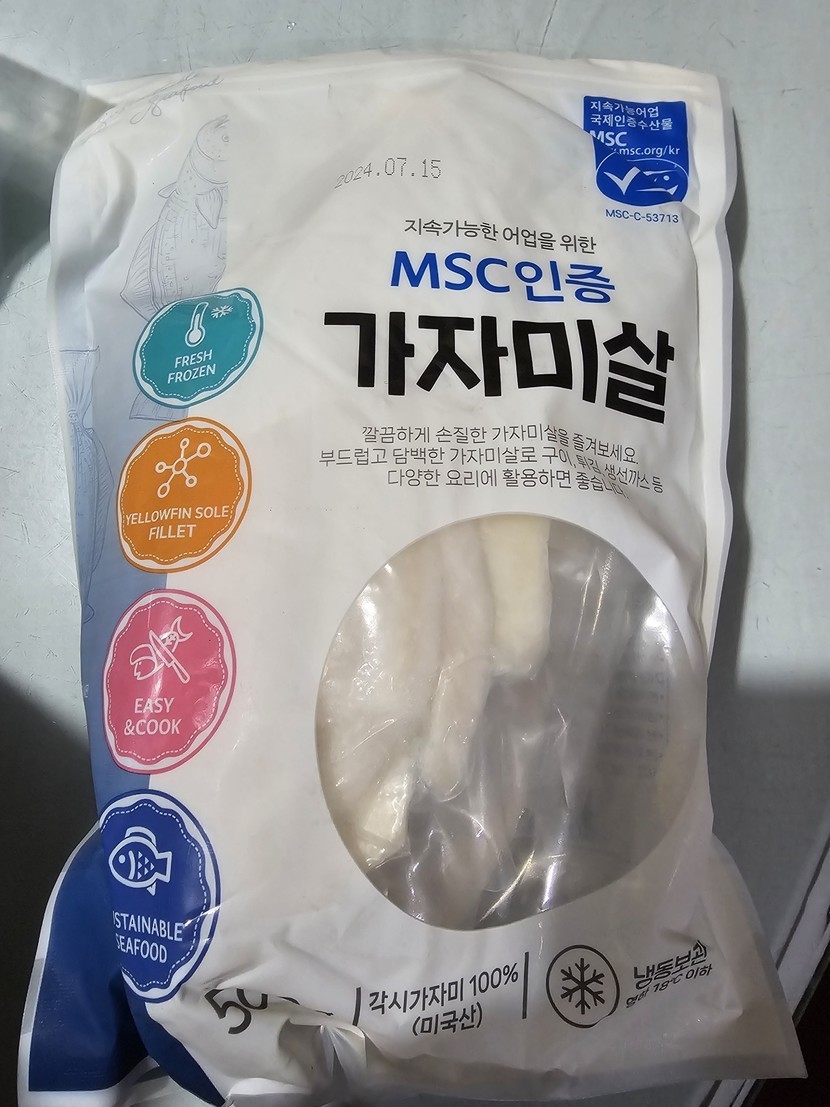 2024.07.15
지속가능어업
국제인증수산물
MSC
.msc.org/kr
MSC-C-53713
지속가능한 어업을 위한
MSC인증
가자미살
깔끔하게 손질한 가자미살을 즐겨보세요.
부드럽고 담백한 가자미살로 구이, 튀김, 생선까스 등
다양한 요리에 활용하면 좋습니다.
FRESH
FROZEN
YELLOWFIN SOLE
FILLET
EASY
&COOK
STAINABLE
SEAFOOD
각시가자미 100%
(미국산)
냉동보관
영하 18℃ 이하